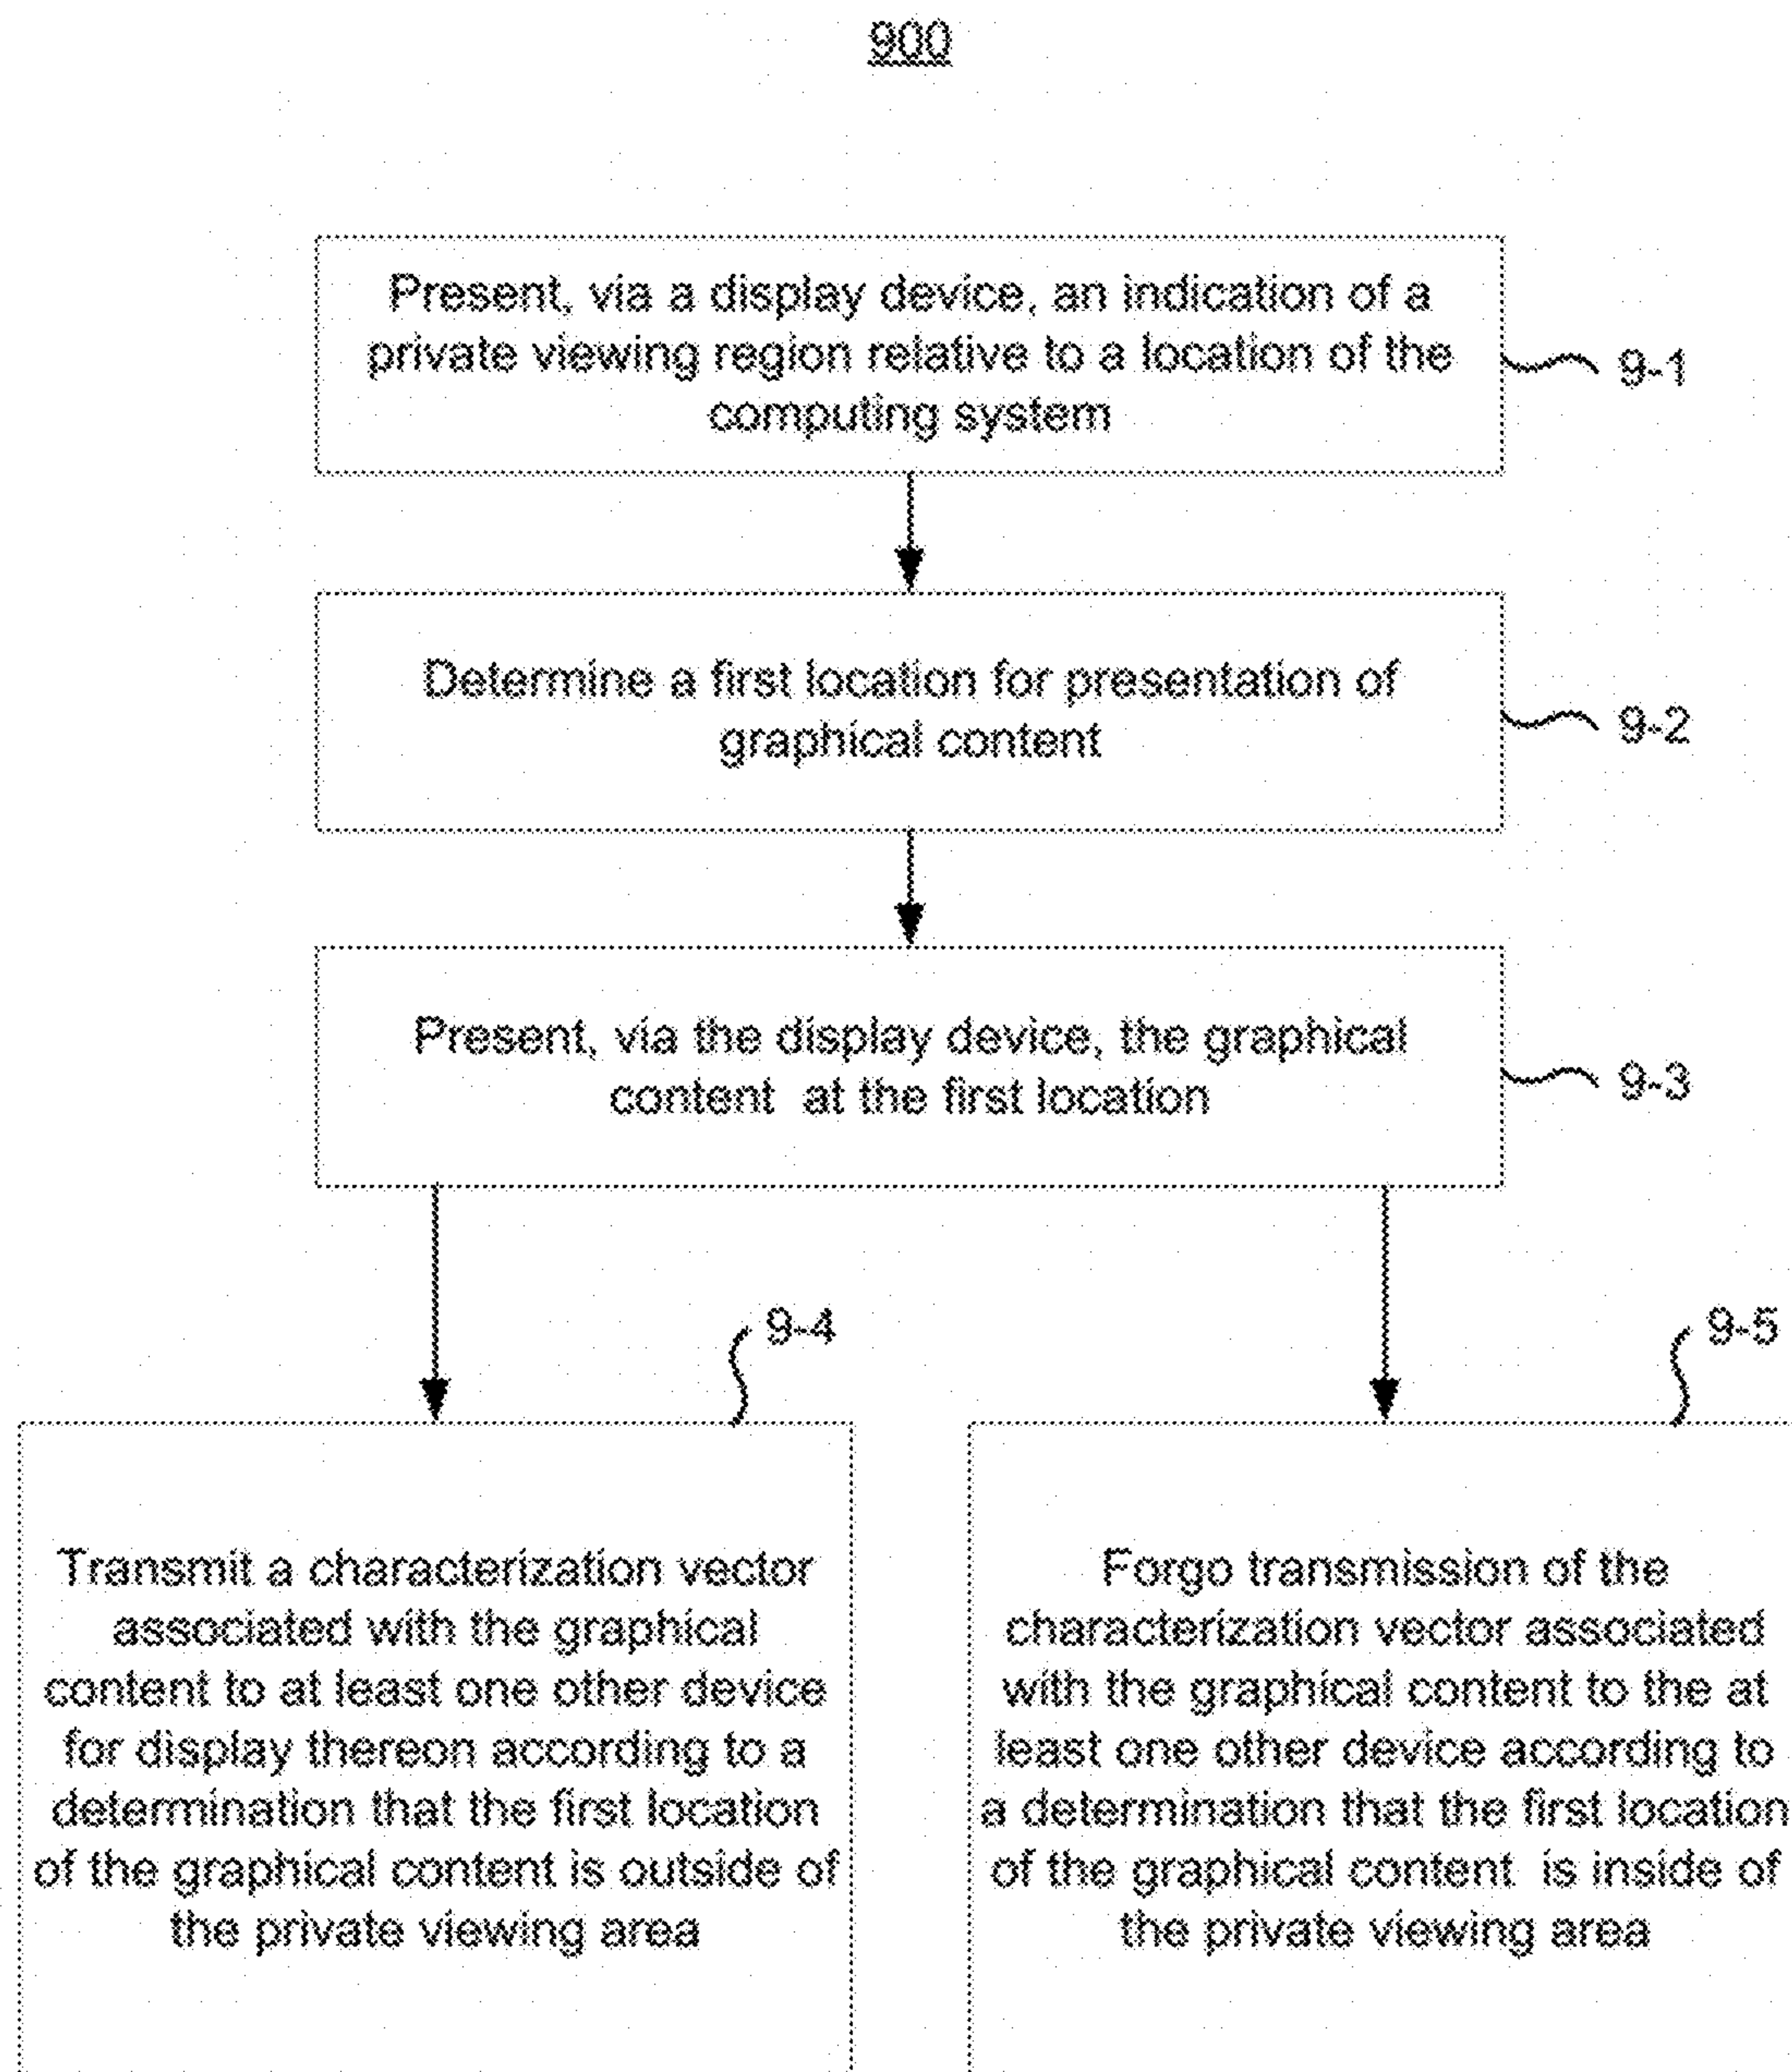 900
Present, via a display device, an indication of a
private viewing region relative to a location of the
computing system
9-1
Determine a first location for presentation of
graphical content
9-2
Present, via the display device, the graphical
content at the first location
9-3
9-4
Transmit a characterization vector
associated with the graphical
content to at least one other device
for display thereon according to a
determination that the first location
of the graphical content is outside of
the private viewing area
9-5
Forgo transmission of the
characterization vector associated
with the graphical content to the at
least one other device according to
a determination that the first location
of the graphical content is inside of
the private viewing area